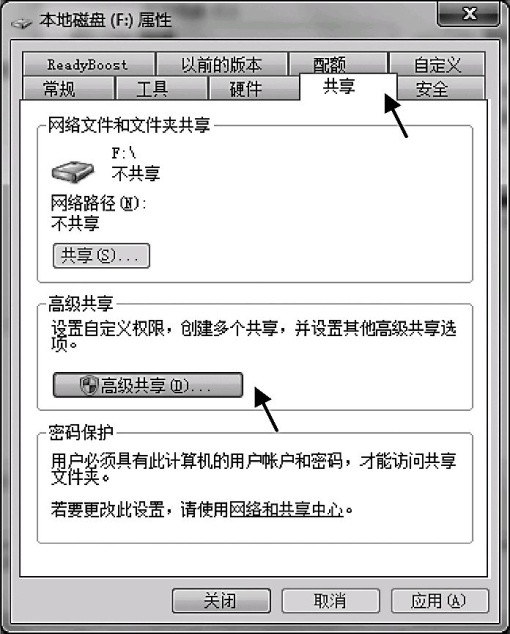 本地磁盘 (F:) 属性
ReadyBoost 以前的版本 配额 自定义
常规 工具 硬件 共享 安全
网络文件和文件夹共享
F:\
不共享
网络路径(N):
不共享
共享(S)...
高级共享
设置自定义权限，创建多个共享，并设置其他高级共享选
项。
高级共享(D)...
密码保护
用户必须具有此计算机的用户帐户和密码，才能访问共享
文件夹。
若要更改此设置，请使用网络和共享中心。
关闭 取消 应用(A)